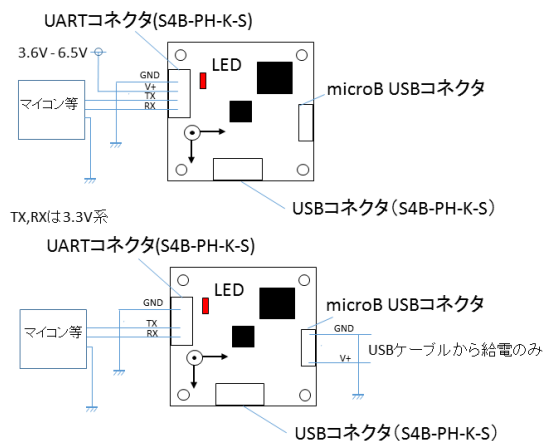 UARTコネクタ(S4B-PH-K-S)
3.6V - 6.5V
GND
V+
TX
RX
LED
マイコン等
microB USBコネクタ
USBコネクタ(S4B-PH-K-S)
TX,RXは3.3V系
UARTコネクタ(S4B-PH-K-S)
GND
TX
RX
LED
マイコン等
microB USBコネクタ
GND
V+
USBケーブルから給電のみ
USBコネクタ(S4B-PH-K-S)